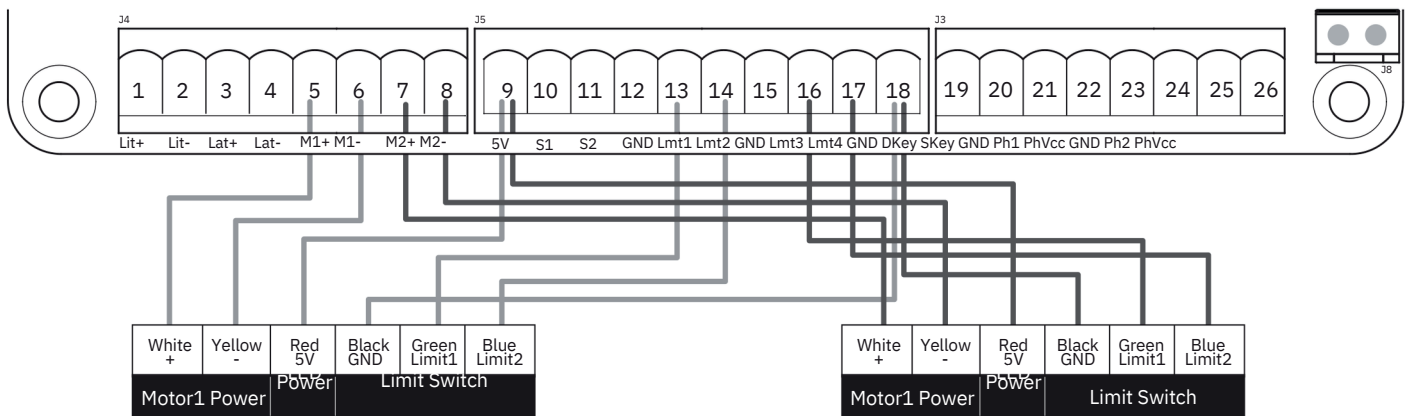 J4 J5 J3
J8
1 2 3 4 5 6 7 8 9 10 11 12 13 14 15 16 17 18 19 20 21 22 23 24 25 26
Lit+ Lit- Lat+ Lat- M1+ M1- M2+ M2- 5V S1 S2 GND Lmt1 Lmt2 GND Lmt3 Lmt4 GND DKey SKey GND Ph1 PhVcc GND Ph2 PhVcc
White Yellow Red Black Green Blue
+ - 5V GND Limit1 Limit2
Motor1 Power Power Limit Switch
White Yellow Red Black Green Blue
+ - 5V GND Limit1 Limit2
Motor1 Power Power Limit Switch